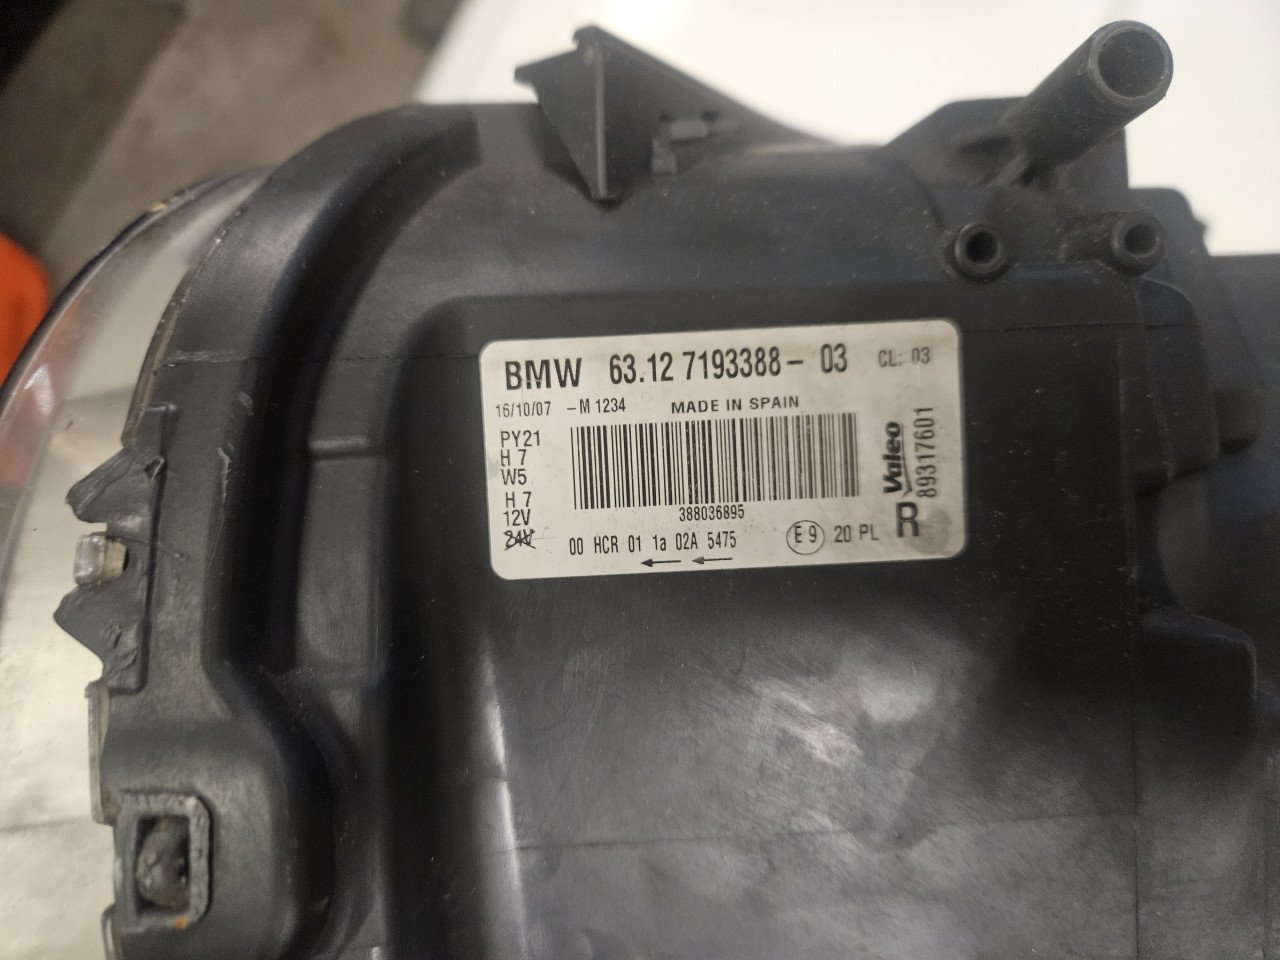 BMW 63.12 7193388- 03 CL: 03
16/10/07 -M 1234 MADE IN SPAIN
PY21
H 7
W5
H 7
12V
24V
388036895
00 HCR 01 1a 02A 5475
E 9 20 PL R
Valeo
89317601